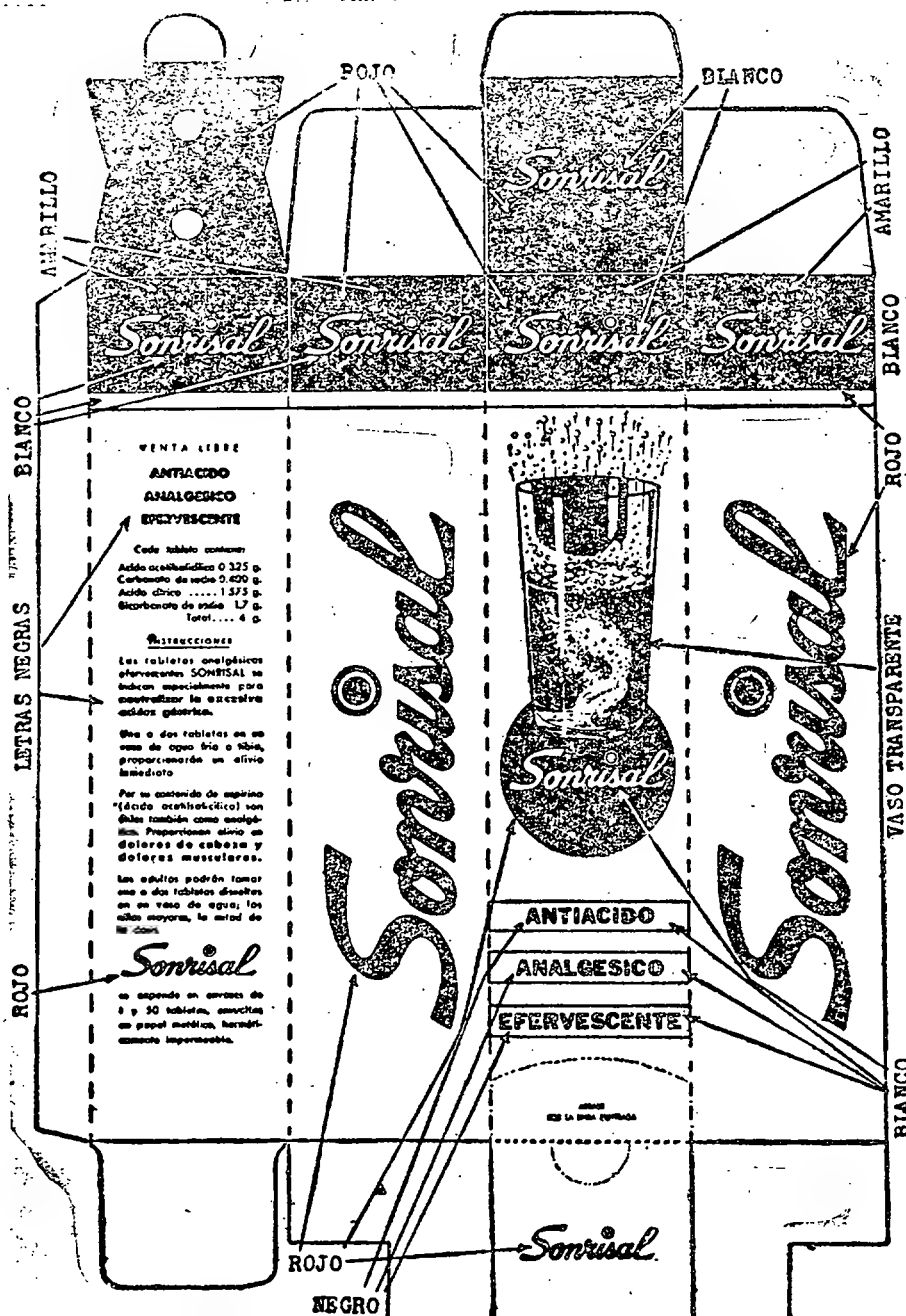 ROJO
BLANCO
Sonrisal
AMARILLO
AMARILLO
Sonrisal
Sonrisal
Sonrisal
Sonrisal
BLANCO
BLANCO
ROJO
VENTA LIBRE
ANTIACIDO
ANALGESICO
EFERVESCENTE
Cada tableta contiene:
Acido acetilsalicílico 0.325 g.
Carbonato de sodio 0.400 g.
Acido cítrico ..... 1.575 g.
Bicarbonato de sodio 1.7 g.
Total.... 4 g.
INSTRUCCIONES
Las tabletas analgésicas
efervescentes SONRISAL se
indican especialmente para
neutralizar la excesiva
acidez gástrica.
Una o dos tabletas en un
vaso de agua fría o tibia,
proporcionarán un alivio
inmediato
Por su contenido de aspirina
(ácido acetilsalicílico) son
útiles también como analgé-
Proporcionan alivio en
dolores de cabeza y
dolores musculares.
Los adultos podrán tomar
una o dos tabletas disueltas
en un vaso de agua; los
niños mayores, la mitad de
Sonrisal
se expende en envases de
y 50 tabletas, envueltas
en papel metálico, herméti-
camente impermeable.
LETRAS NEGRAS
ROJO
Sonrisal
Sonrisal
ANTIACIDO
ANALGESICO
EFERVESCENTE
Sonrisal
VASO TRANSPARENTE
BLANCO
Sonrisal
ROJO
NEGRO